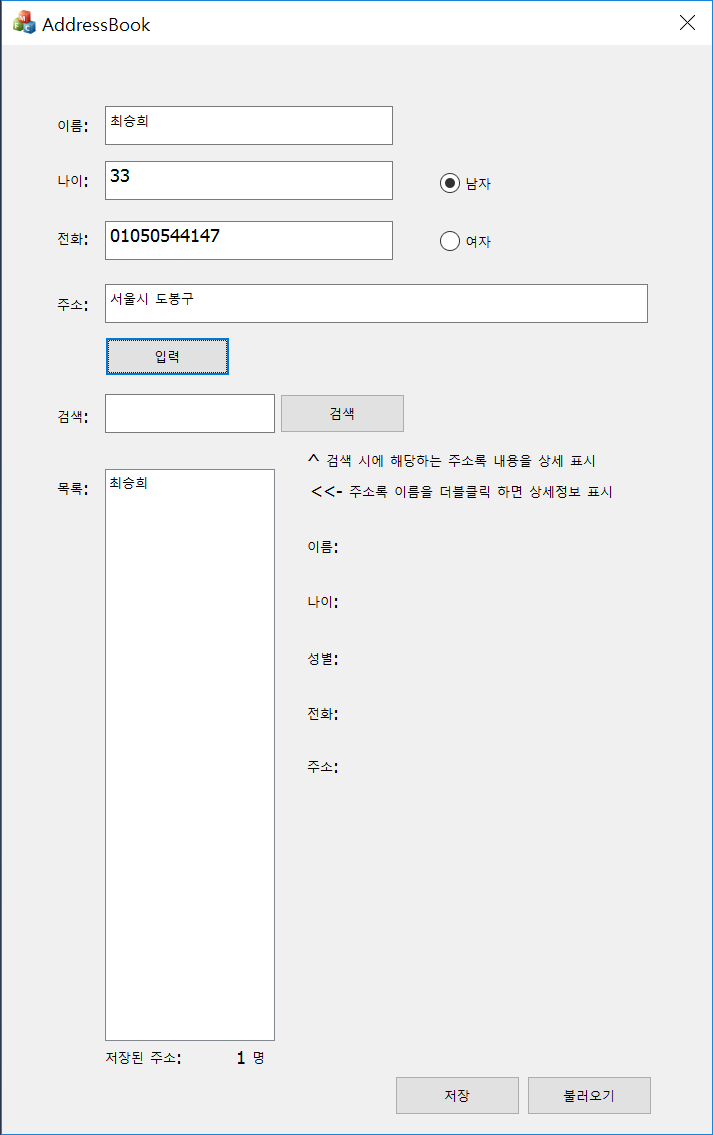 AddressBook
이름: 최승희
나이: 33 남자
전화: 01050544147 여자
주소: 서울시 도봉구
입력
검색: 검색
^ 검색 시에 해당하는 주소록 내용을 상세 표시
목록: 최승희 <<- 주소록 이름을 더블클릭 하면 상세정보 표시
이름:
나이:
성별:
전화:
주소:
저장된 주소: 1 명
저장 불러오기